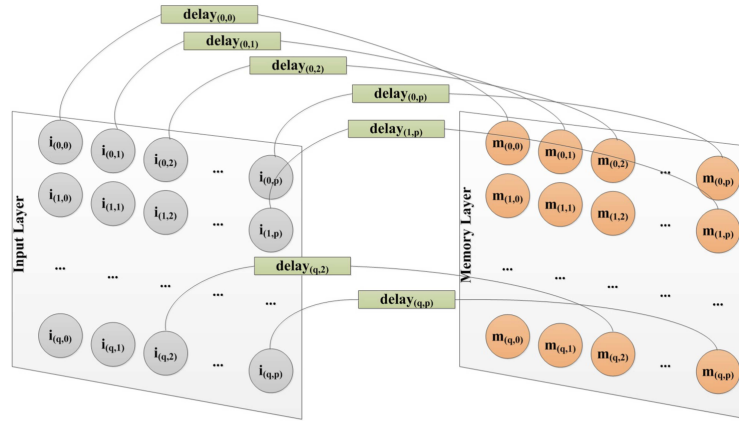 delay(0,0)
delay(0,1)
delay(0,2)
delay(0,p)
delay(1,p)
Input Layer
i(0,0) i(0,1) i(0,2) ... i(0,p)
i(1,0) i(1,1) i(1,2) ... i(1,p)
... ... ... ... ...
i(q,0) i(q,1) i(q,2) ... i(q,p)
delay(q,2)
delay(q,p)
Memory Layer
m(0,0) m(0,1) m(0,2) ... m(0,p)
m(1,0) m(1,1) m(1,2) ... m(1,p)
... ... ... ... ...
m(q,0) m(q,1) m(q,2) ... m(q,p)